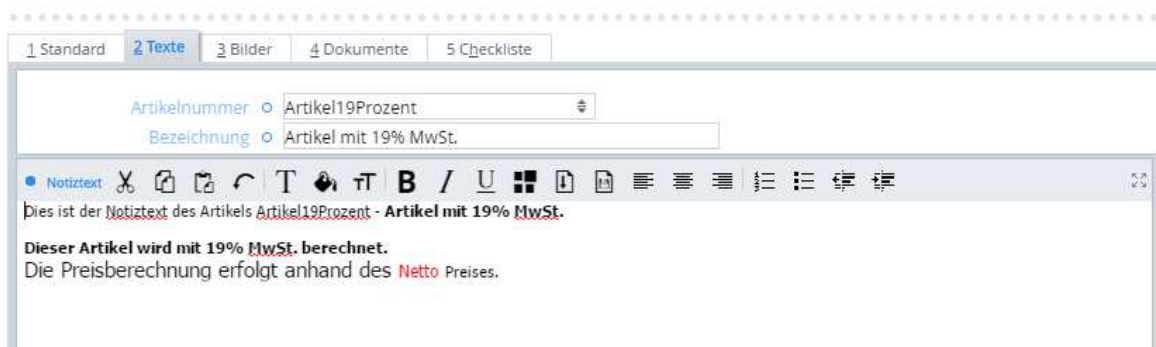 1 Standard 2 Texte 3 Bilder 4 Dokumente 5 Checkliste
Artikelnummer Artikel19Prozent
Bezeichnung Artikel mit 19% MwSt.
Notiztext T TT B I U
Dies ist der Notiztext des Artikels Artikel19Prozent - Artikel mit 19% MwSt.
Dieser Artikel wird mit 19% MwSt. berechnet.
Die Preisberechnung erfolgt anhand des Netto Preises.